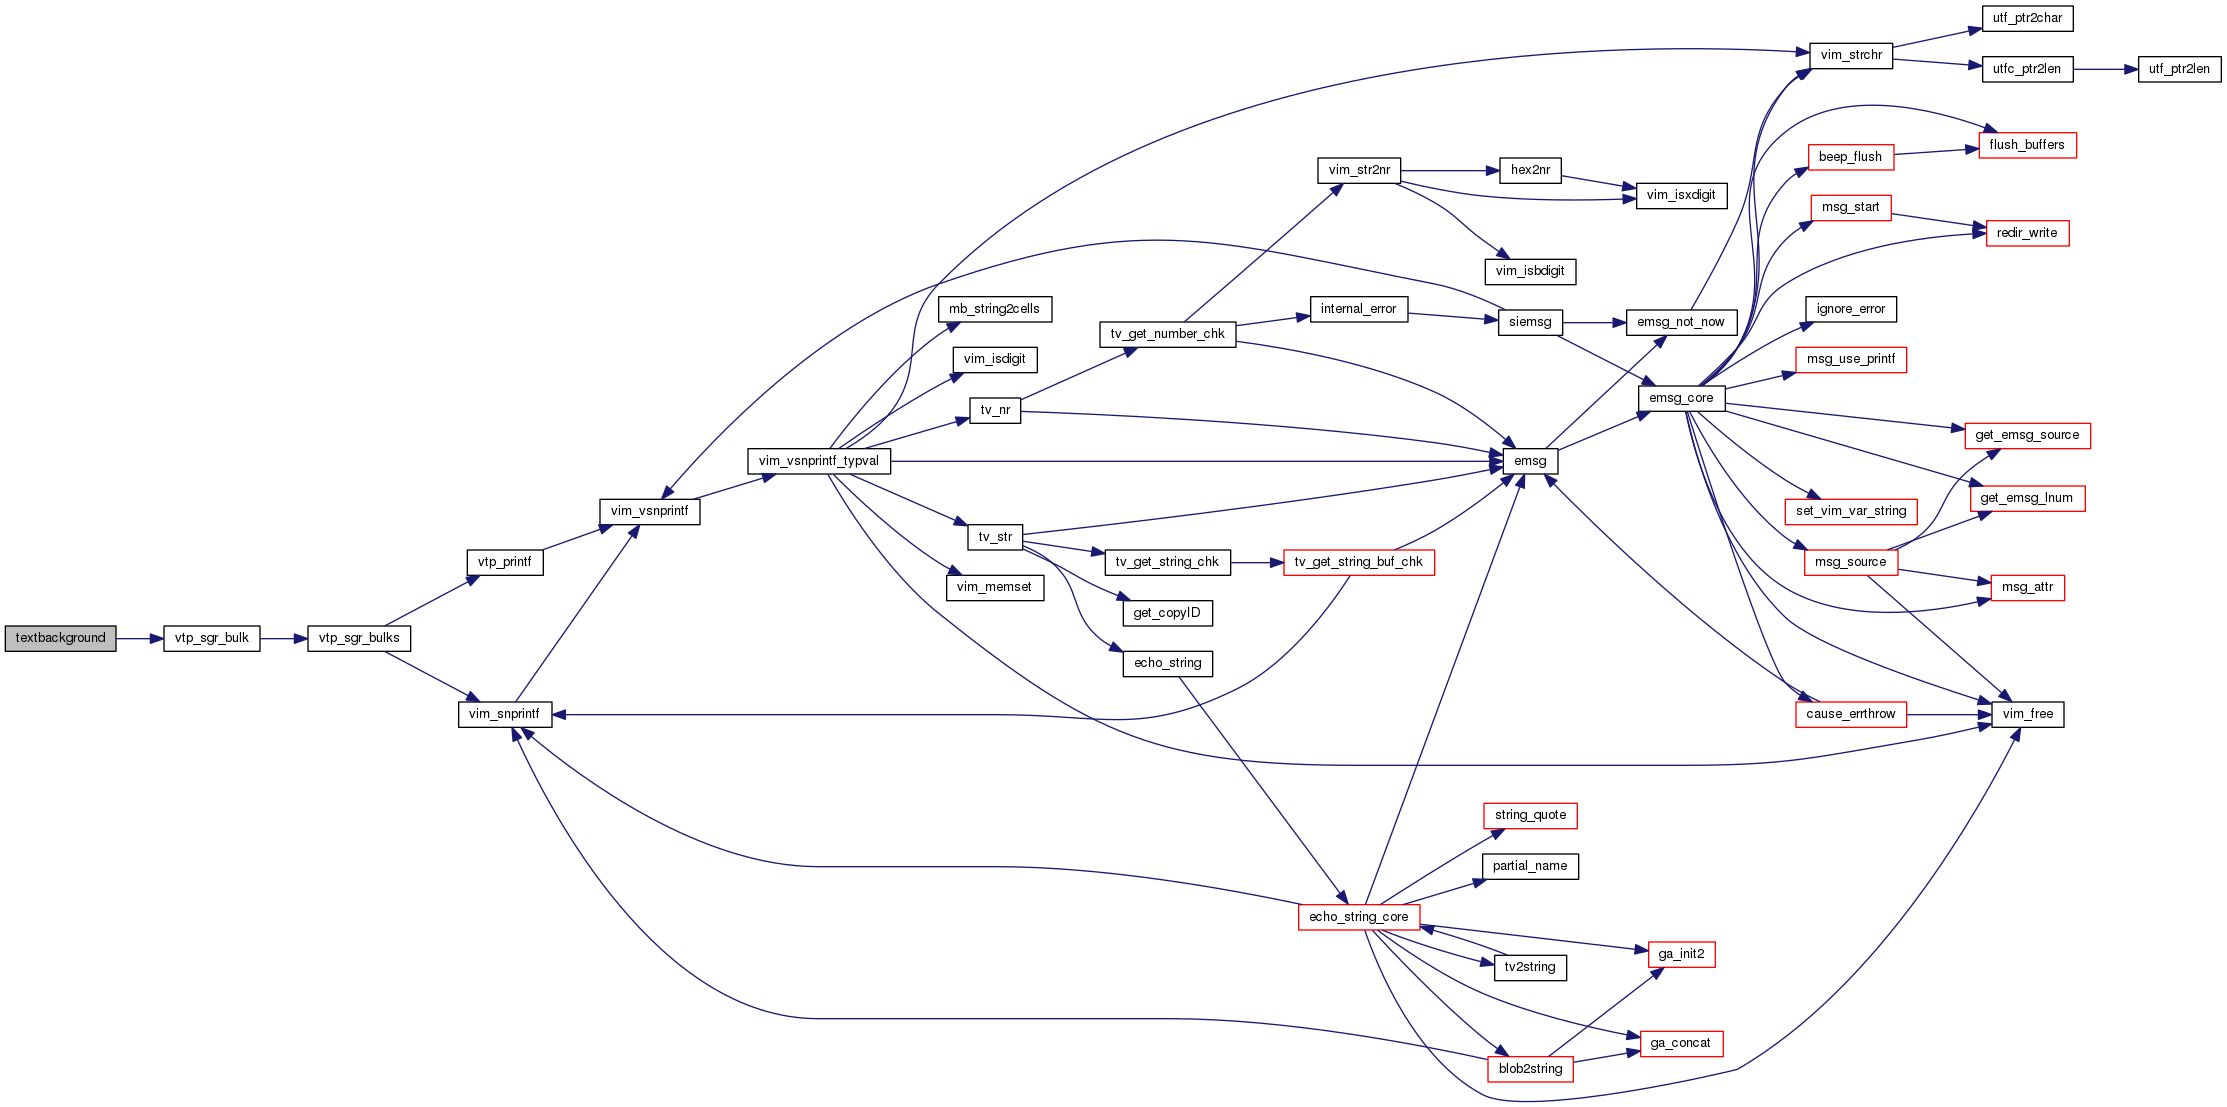 textbackground
vtp_sgr_bulk
vtp_sgr_bulks
vtp_printf
vim_snprintf
vim_vsnprintf
vim_vsnprintf_typval
mb_string2cells
vim_isdigit
tv_nr
tv_str
vim_memset
tv_get_number_chk
tv_get_string_chk
get_copyID
echo_string
vim_str2nr
internal_error
tv_get_string_buf_chk
echo_string_core
hex2nr
vim_isbdigit
siemsg
emsg
string_quote
partial_name
tv2string
blob2string
vim_isxdigit
emsg_not_now
emsg_core
ga_init2
ga_concat
vim_strchr
beep_flush
msg_start
ignore_error
msg_use_printf
set_vim_var_string
msg_source
cause_errthrow
utf_ptr2char
utfc_ptr2len
flush_buffers
redir_write
get_emsg_source
get_emsg_lnum
msg_attr
vim_free
utf_ptr2len